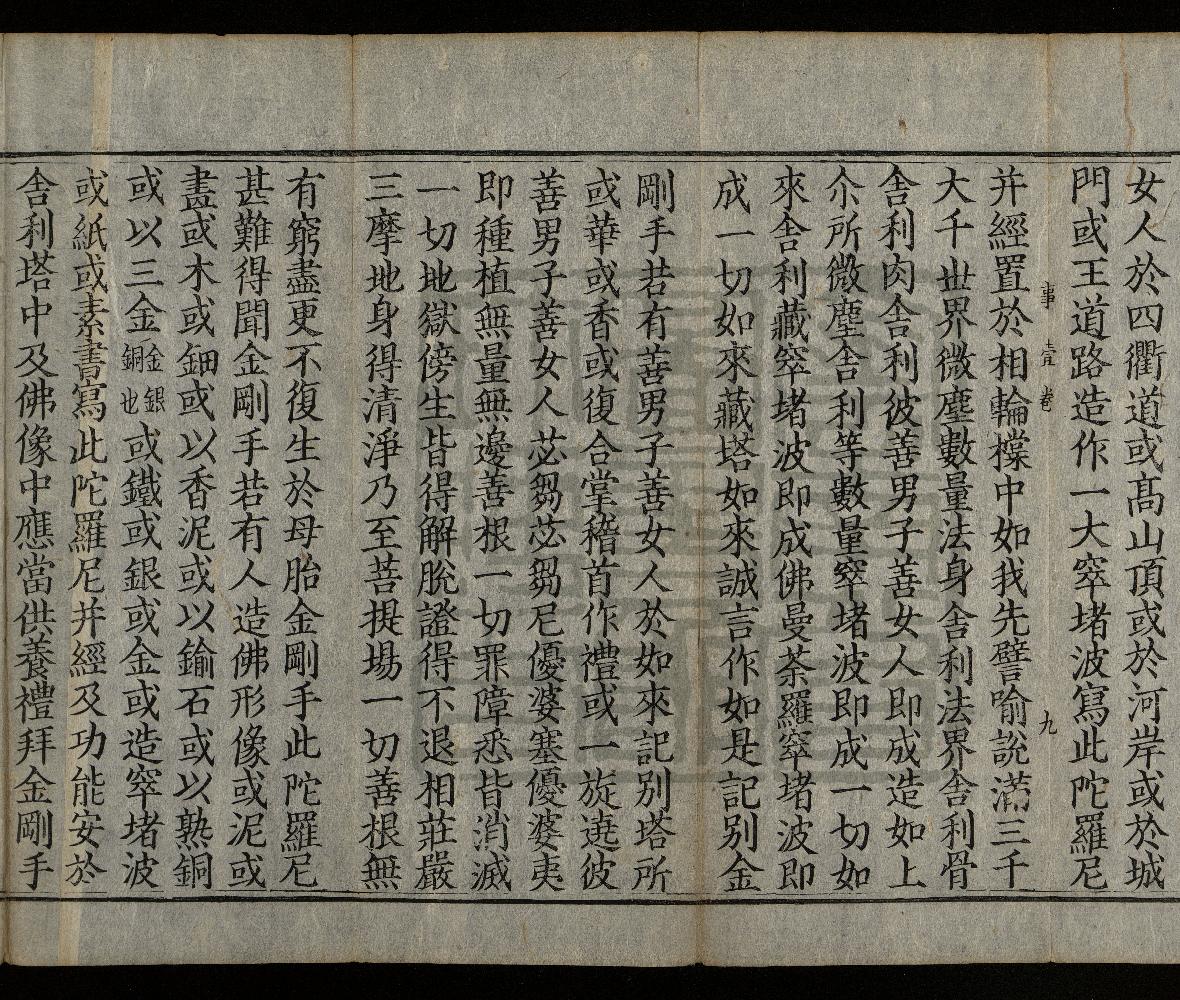 女人於四衢道或髙山頂或於河岸或於城
門或王道路造作一大窣堵波寫此陀羅尼
事 壹 卷 九
并經置於相輪橖中如我先譬喻說满三千
大千世界微塵數量法身舍利法界舍利骨
舍利肉舍利彼善男子善女人即成造如上
尒所微塵舍利等數量窣堵波即成一切如
來舍利藏窣堵波即成佛曼荼羅窣堵波即
成一切如來藏塔如來誠言作如是記别金
剛手若有善男子善女人於如來記别塔所
或華或香或復合掌稽首作禮或一旋遶彼
善男子善女人苾芻苾芻尼優婆塞優婆夷
即種植無量無邊善根一切罪障悉皆消滅
一切地獄傍生皆得解脫證得不退相莊嚴
三摩地身得清淨乃至菩提場一切善根無
有窮盡更不復生於母胎金剛手此陀羅尼
甚難得聞金剛手若有人造佛形像或泥或
盡或木或鈿或以香泥或以鍮石或以熟銅
或以三金金銀銅也或鐵或銀或金或造窣堵波
或紙或素書寫此陀羅尼并經及功能安於
舍利塔中及佛像中應當供養禮拜金剛手